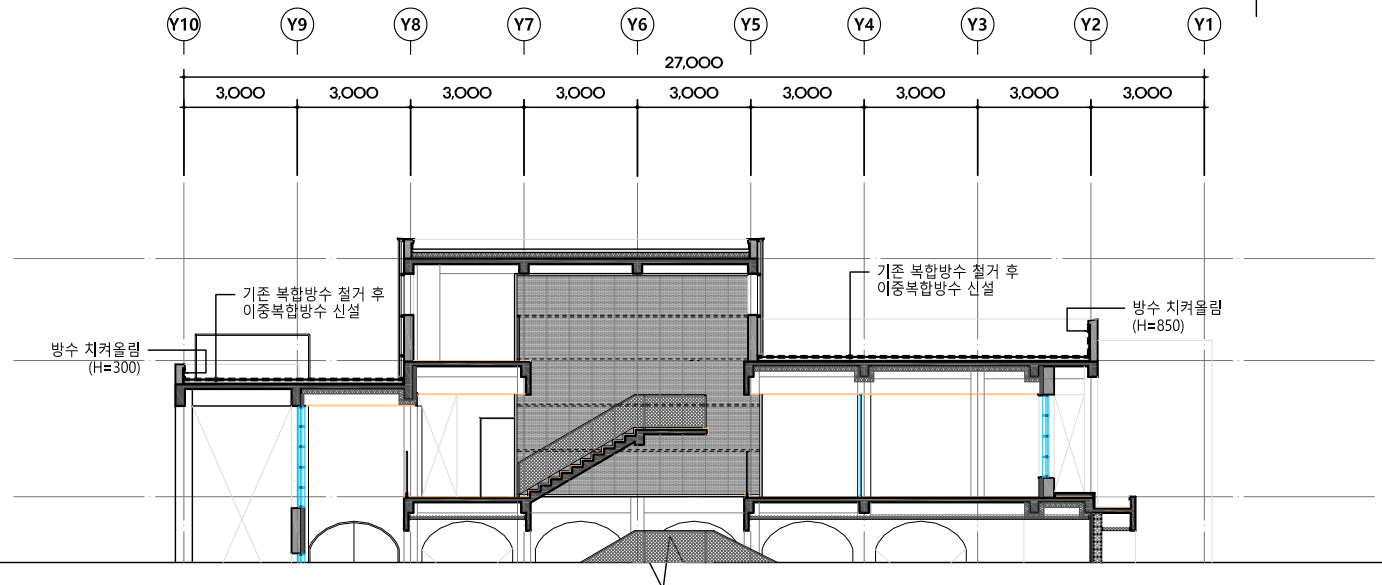 Y10 Y9 Y8 Y7 Y6 Y5 Y4 Y3 Y2 Y1
27,000
3,000 3,000 3,000 3,000 3,000 3,000 3,000 3,000 3,000
기존 복합방수 철거 후
이중복합방수 신설
방수 치켜올림
(H=300)
기존 복합방수 철거 후
이중복합방수 신설
방수 치켜올림
(H=850)